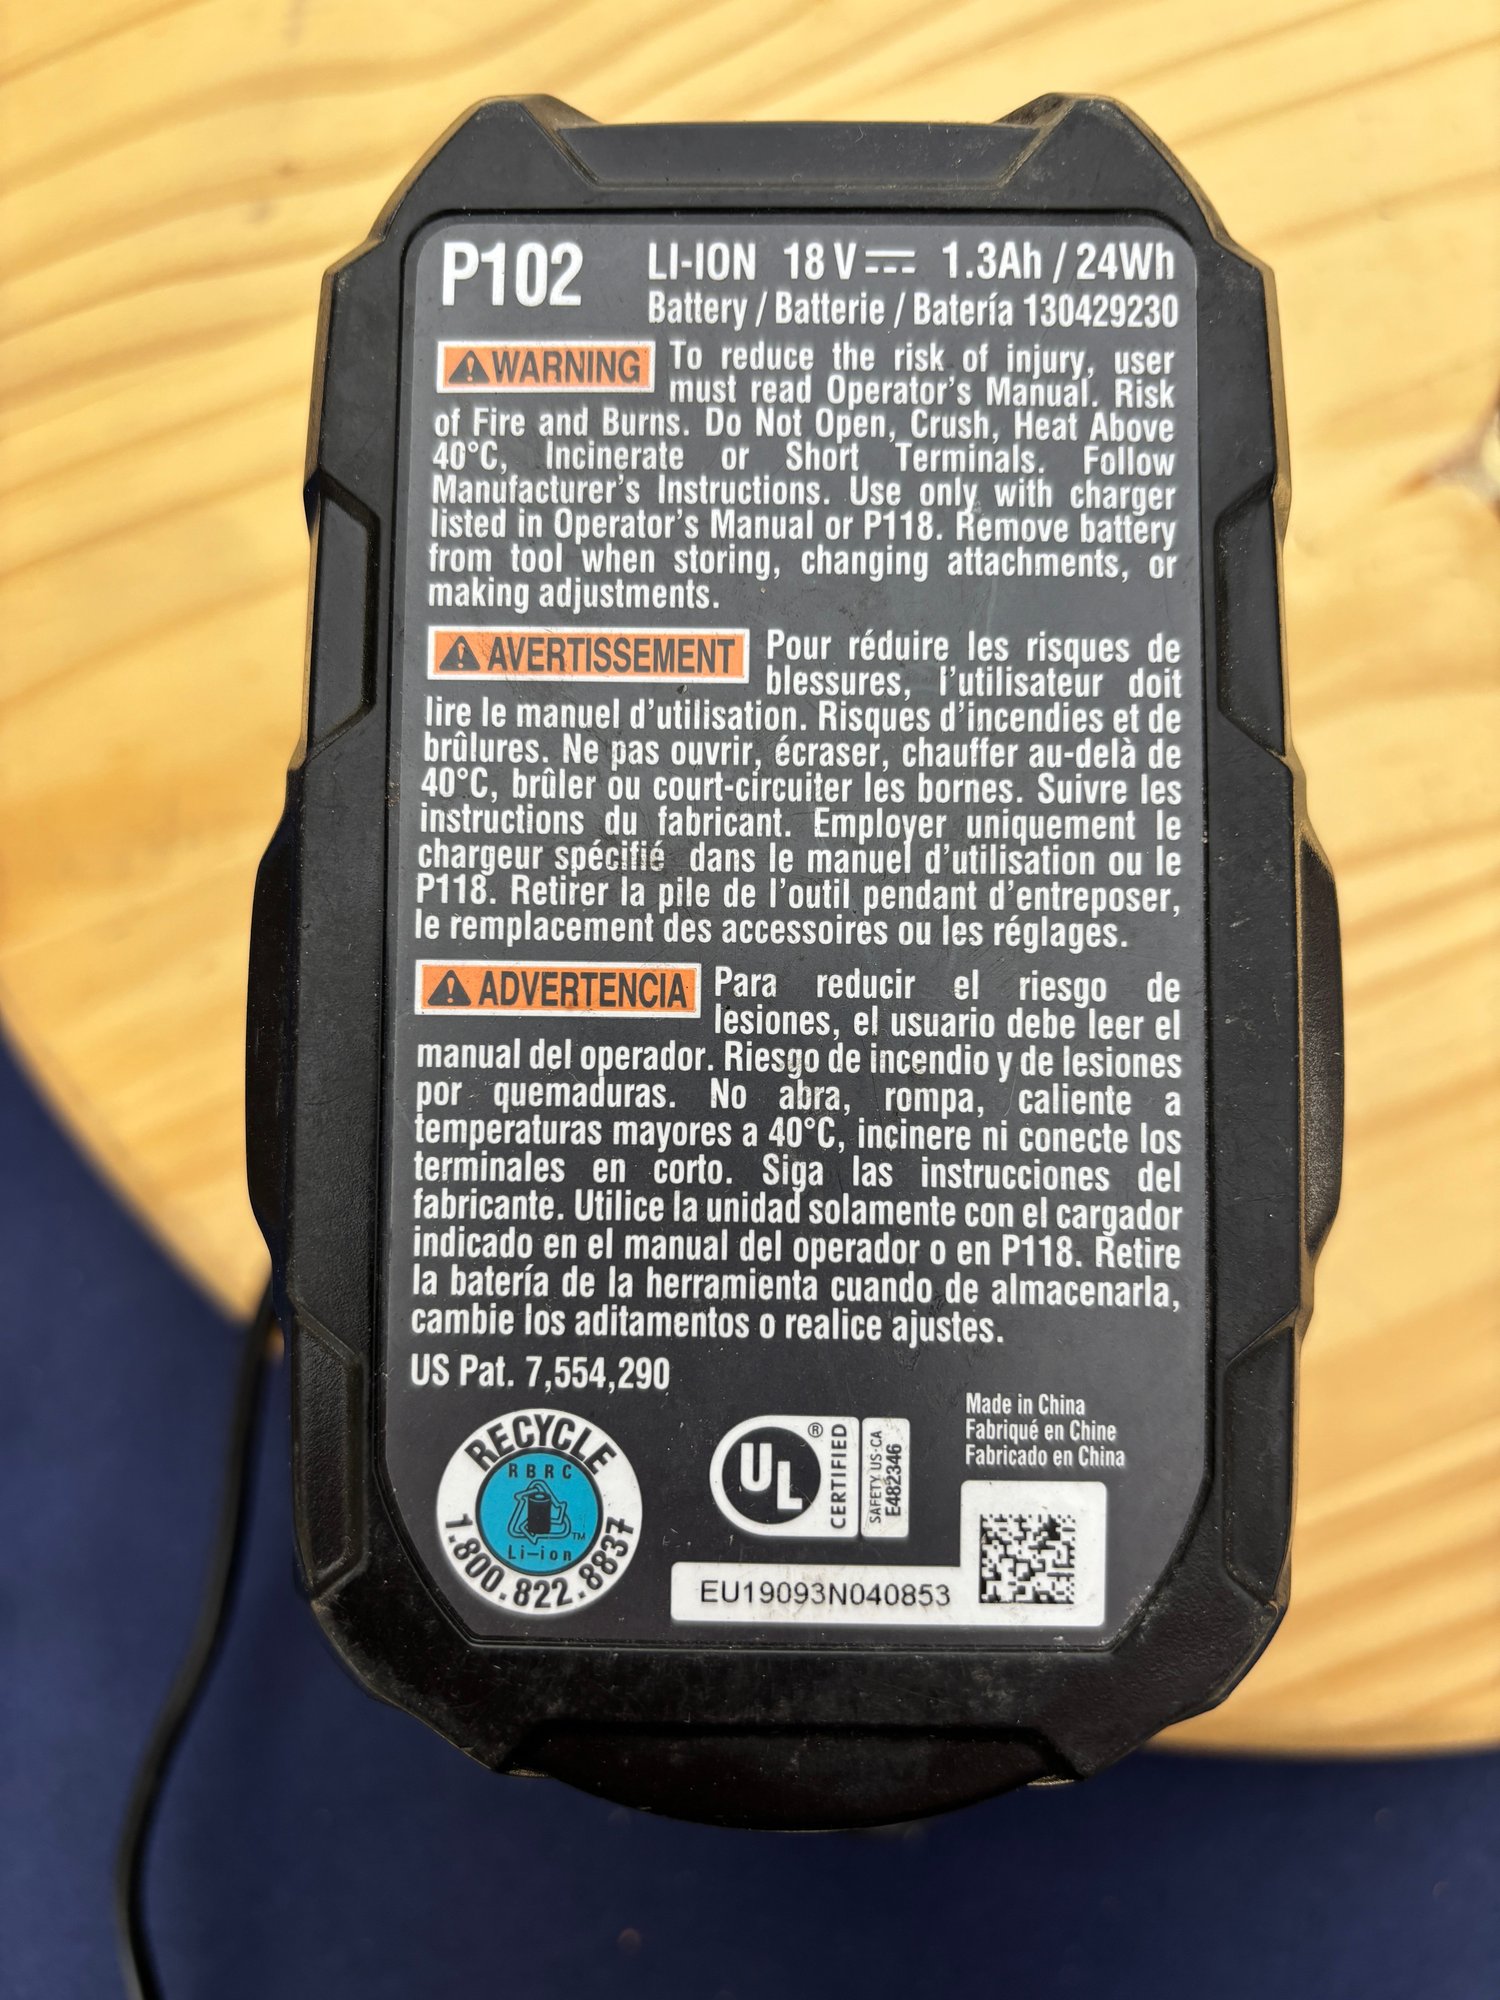 P102
LI-ION 18 V 1.3Ah / 24Wh
Battery / Batterie / Batería 130429230
WARNING To reduce the risk of injury, user
must read Operator's Manual. Risk
of Fire and Burns. Do Not Open, Crush, Heat Above
40°C, Incinerate or Short Terminals. Follow
Manufacturer's Instructions. Use only with charger
listed in Operator's Manual or P118. Remove battery
from tool when storing, changing attachments, or
making adjustments.
AVERTISSEMENT Pour réduire les risques de
blessures, l'utilisateur doit
lire le manuel d'utilisation. Risques d'incendies et de
brûlures. Ne pas ouvrir, écraser, chauffer au-delà de
40°C, brûler ou court-circuiter les bornes. Suivre les
instructions du fabricant. Employer uniquement le
chargeur spécifié dans le manuel d'utilisation ou le
P118. Retirer la pile de l'outil pendant d'entreposer,
le remplacement des accessoires ou les réglages.
ADVERTENCIA Para reducir el riesgo de
lesiones, el usuario debe leer el
manual del operador. Riesgo de incendio y de lesiones
por quemaduras. No abra, rompa, caliente a
temperaturas mayores a 40°C, incinere ni conecte los
terminales en corto. Siga las instrucciones del
fabricante. Utilice la unidad solamente con el cargador
indicado en el manual del operador o en P118. Retire
la batería de la herramienta cuando de almacenarla,
cambie los aditamentos o realice ajustes.
US Pat. 7,554,290
RECYCLE
RBRC
Li-ion
TM
1.800.822.8837
UL ®
CERTIFIED
SAFETY US-CA
E482346
Made in China
Fabriqué en Chine
Fabricado en China
EU19093N040853